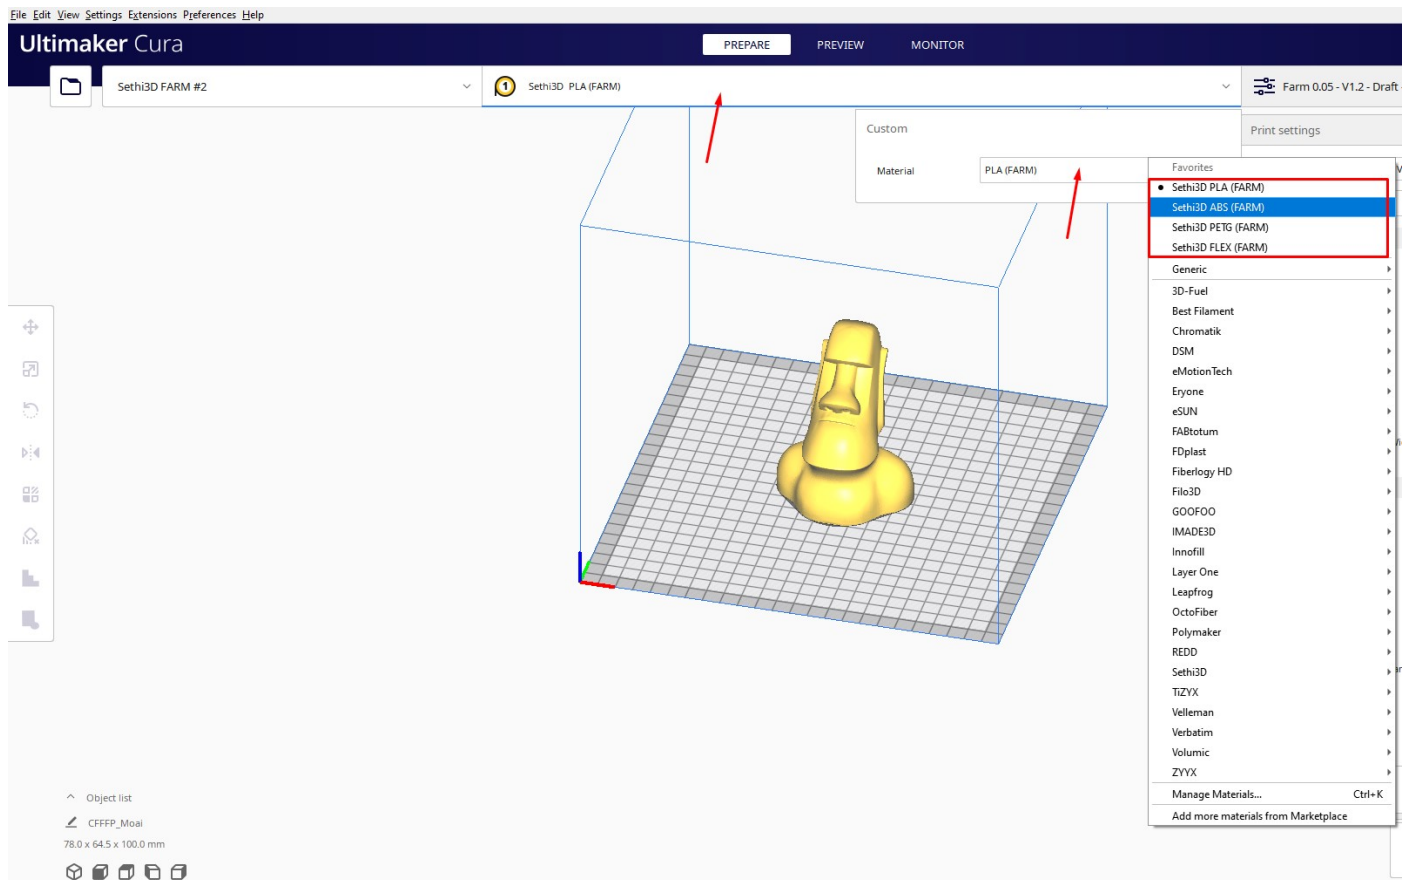 File Edit View Settings Extensions Preferences Help
Ultimaker Cura
PREPARE PREVIEW MONITOR
Sethi3D FARM #2
1 Sethi3D PLA (FARM)
Farm 0.05 - V1.2 - Draft
Custom
Print settings
Material PLA (FARM)
Favorites
Sethi3D PLA (FARM)
Sethi3D ABS (FARM)
Sethi3D PETG (FARM)
Sethi3D FLEX (FARM)
Generic
3D-Fuel
Best Filament
Chromatik
DSM
eMotionTech
Eryone
eSUN
FABtotum
FDplast
Fiberlogy HD
Filo3D
GOOFOO
IMADE3D
Innofill
Layer One
Leapfrog
OctoFiber
Polymaker
REDD
Sethi3D
TiZYX
Velleman
Verbatim
Volumic
ZYYX
Manage Materials... Ctrl+K
Add more materials from Marketplace
Object list
CFFFP_Moai
78.0 x 64.5 x 100.0 mm